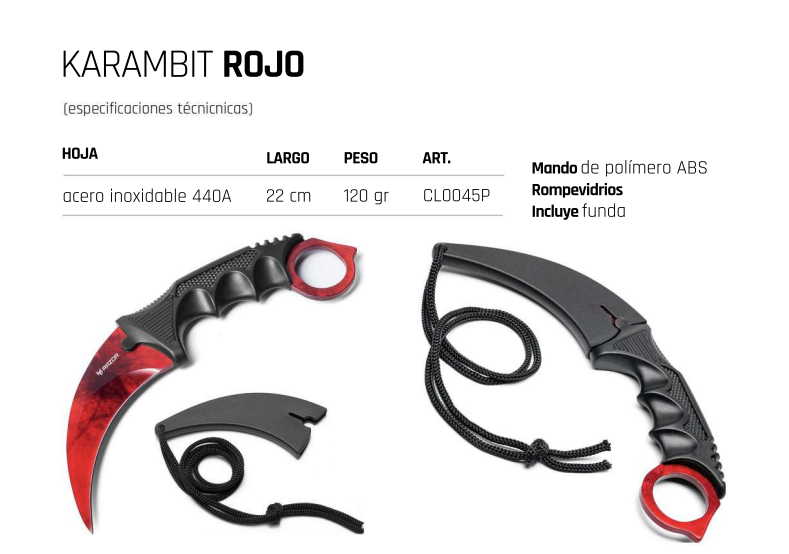 KARAMBIT ROJO
(especificaciones técnicnicas)
HOJA LARGO PESO ART.
acero inoxidable 440A 22 cm 120 gr CL0045P
Mando de polímero ABS
Rompevidrios
Incluye funda
ANZOR